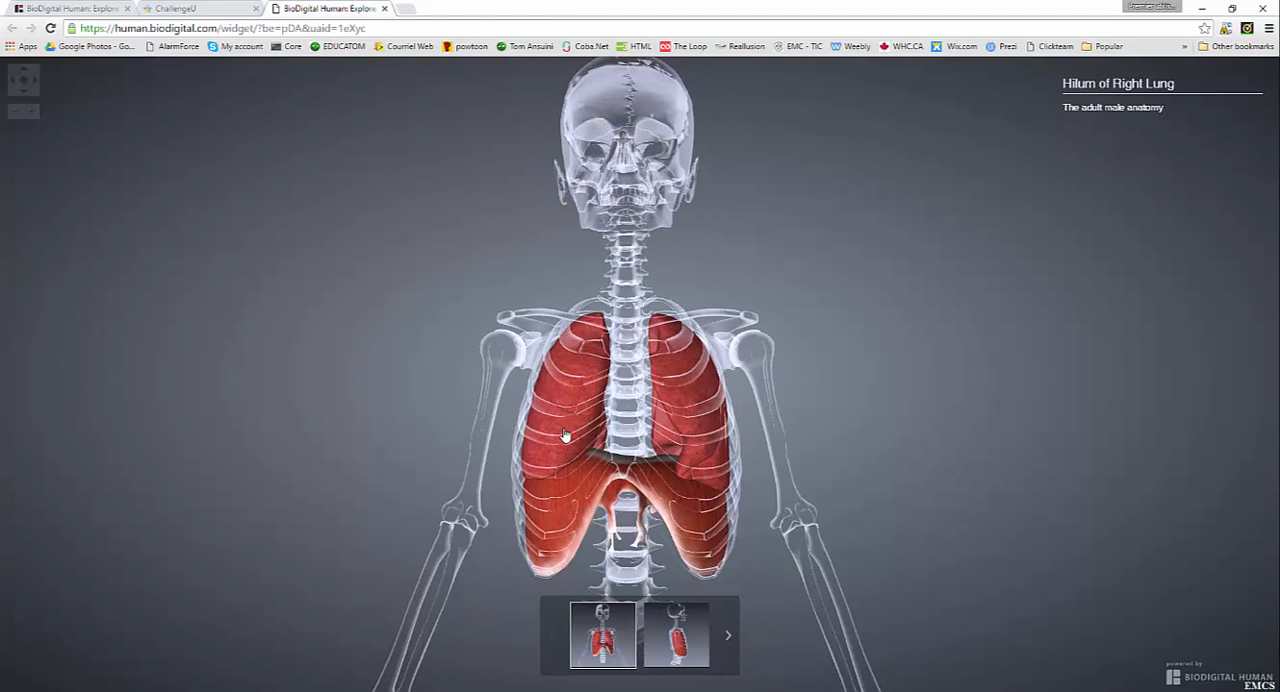 BioDigital Human: Explore
ChallengeU
BioDigital Human: Explore
https://human.biodigital.com/widget/?be=pDA&uaid=1eXyc
Apps
Google Photos - Go...
AlarmForce
My account
Core
EDUCATOM
Courriel Web
powtoon
Tom Ansuini
Coba.Net
HTML
The Loop
Reallusion
EMC - TIC
Weebly
WHC.CA
Wix.com
Prezi
Clickteam
Popular
»
Other bookmarks
Hilum of Right Lung
The adult male anatomy
powered by
BIODIGITAL HUMAN
EMCS